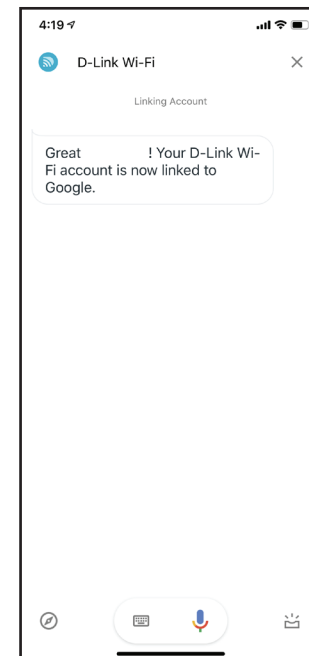 4:19
D-Link Wi-Fi
Linking Account
Great ! Your D-Link Wi-
Fi account is now linked to
Google.